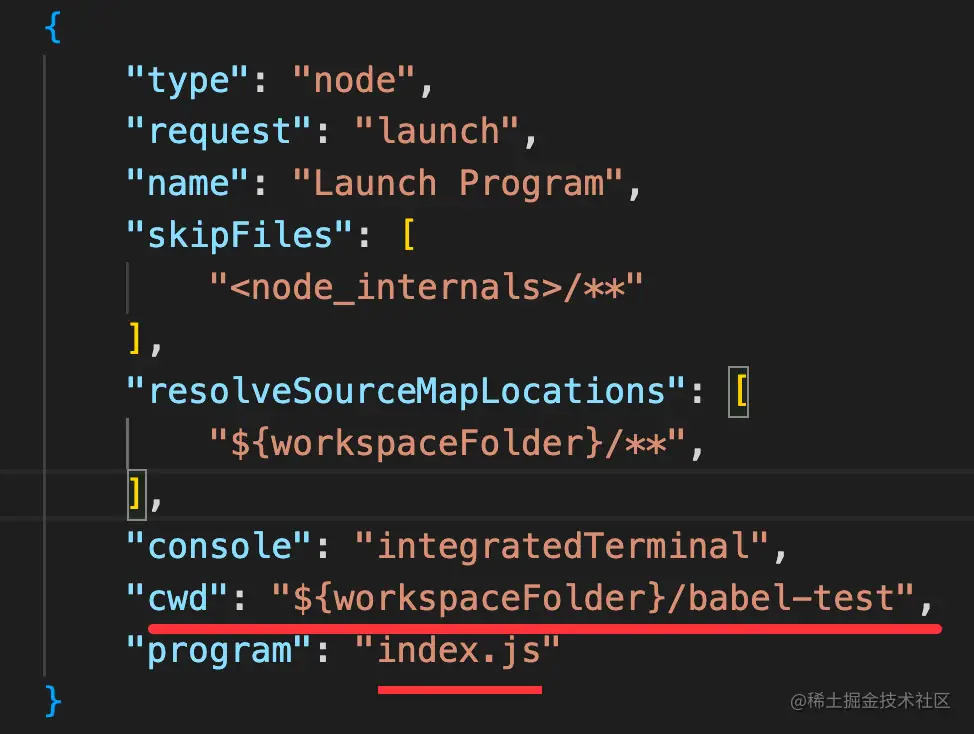 {
"type": "node",
"request": "launch",
"name": "Launch Program",
"skipFiles": [
"<node_internals>/**"
],
"resolveSourceMapLocations": [
"${workspaceFolder}/**",
],
"console": "integratedTerminal",
"cwd": "${workspaceFolder}/babel-test",
"program": "index.js"
}
@稀土掘金技术社区